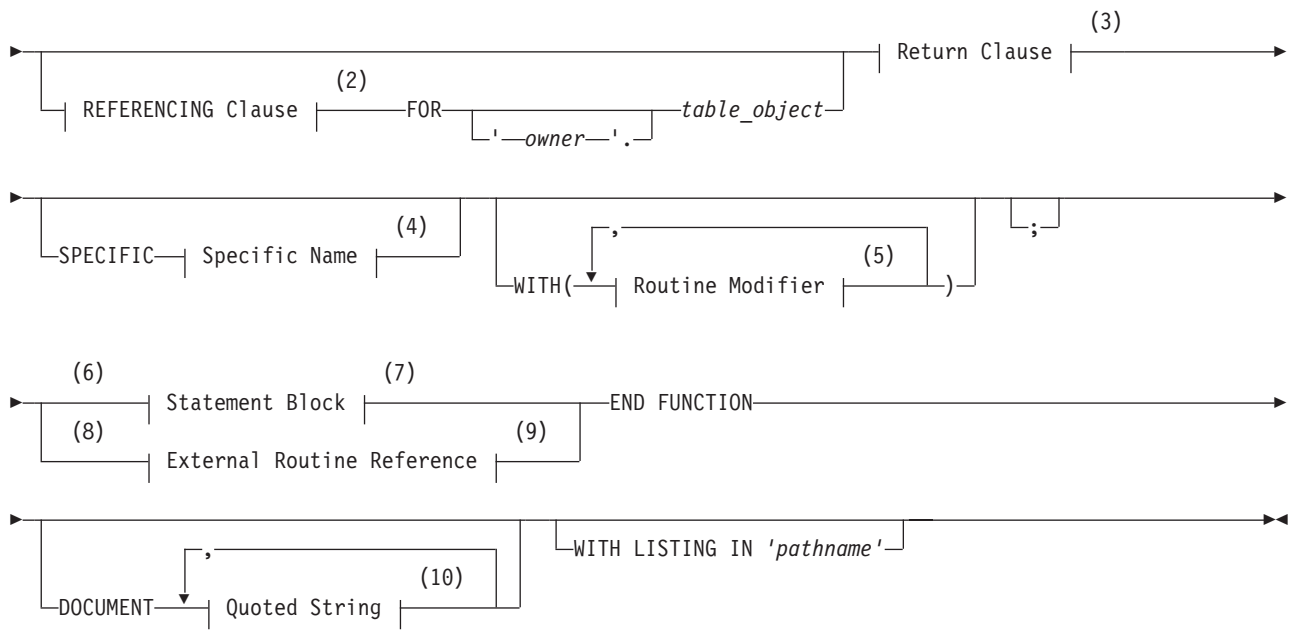 (3)
Return Clause
(2)
REFERENCING Clause FOR table_object
'owner'.
(4) , (5)
SPECIFIC Specific Name ;
WITH( Routine Modifier )
(6) (7)
Statement Block END FUNCTION
(8) (9)
External Routine Reference
, WITH LISTING IN 'pathname'
(10)
DOCUMENT Quoted String